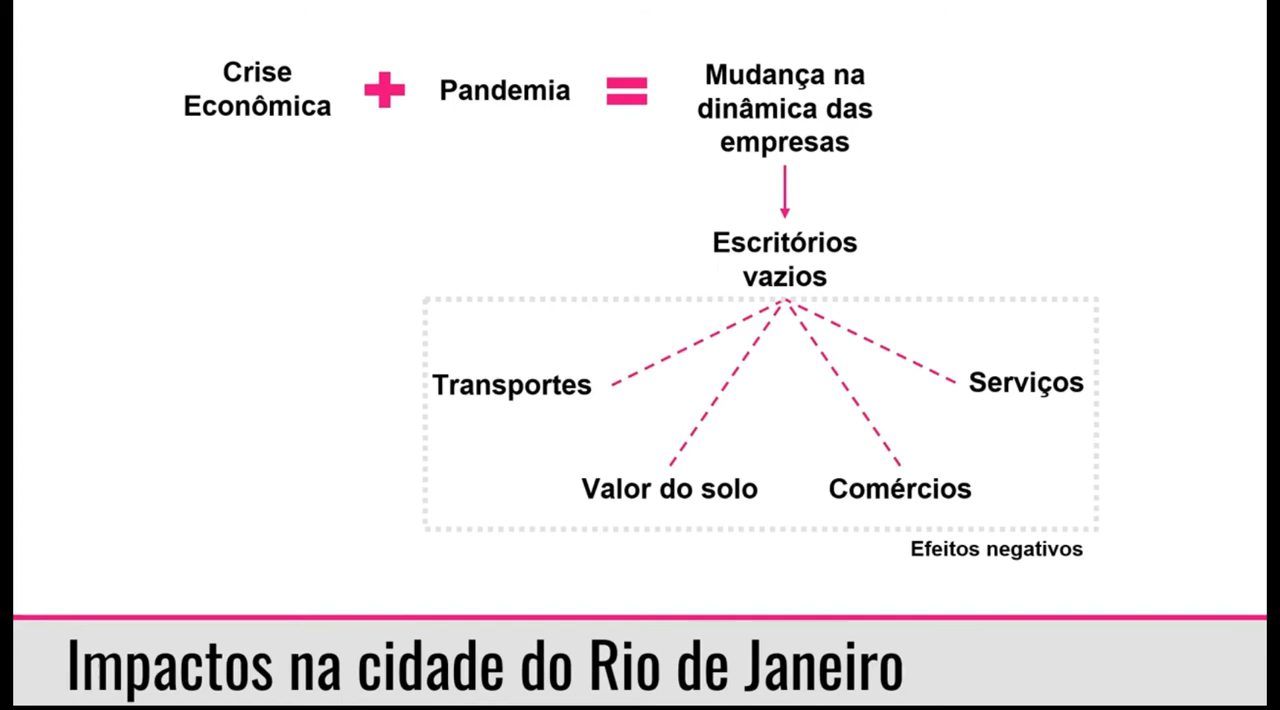 Crise
Econômica
Pandemia
Mudança na
dinâmica das
empresas
Escritórios
vazios
Transportes
Serviços
Valor do solo
Comércios
Efeitos negativos
Impactos na cidade do Rio de Janeiro